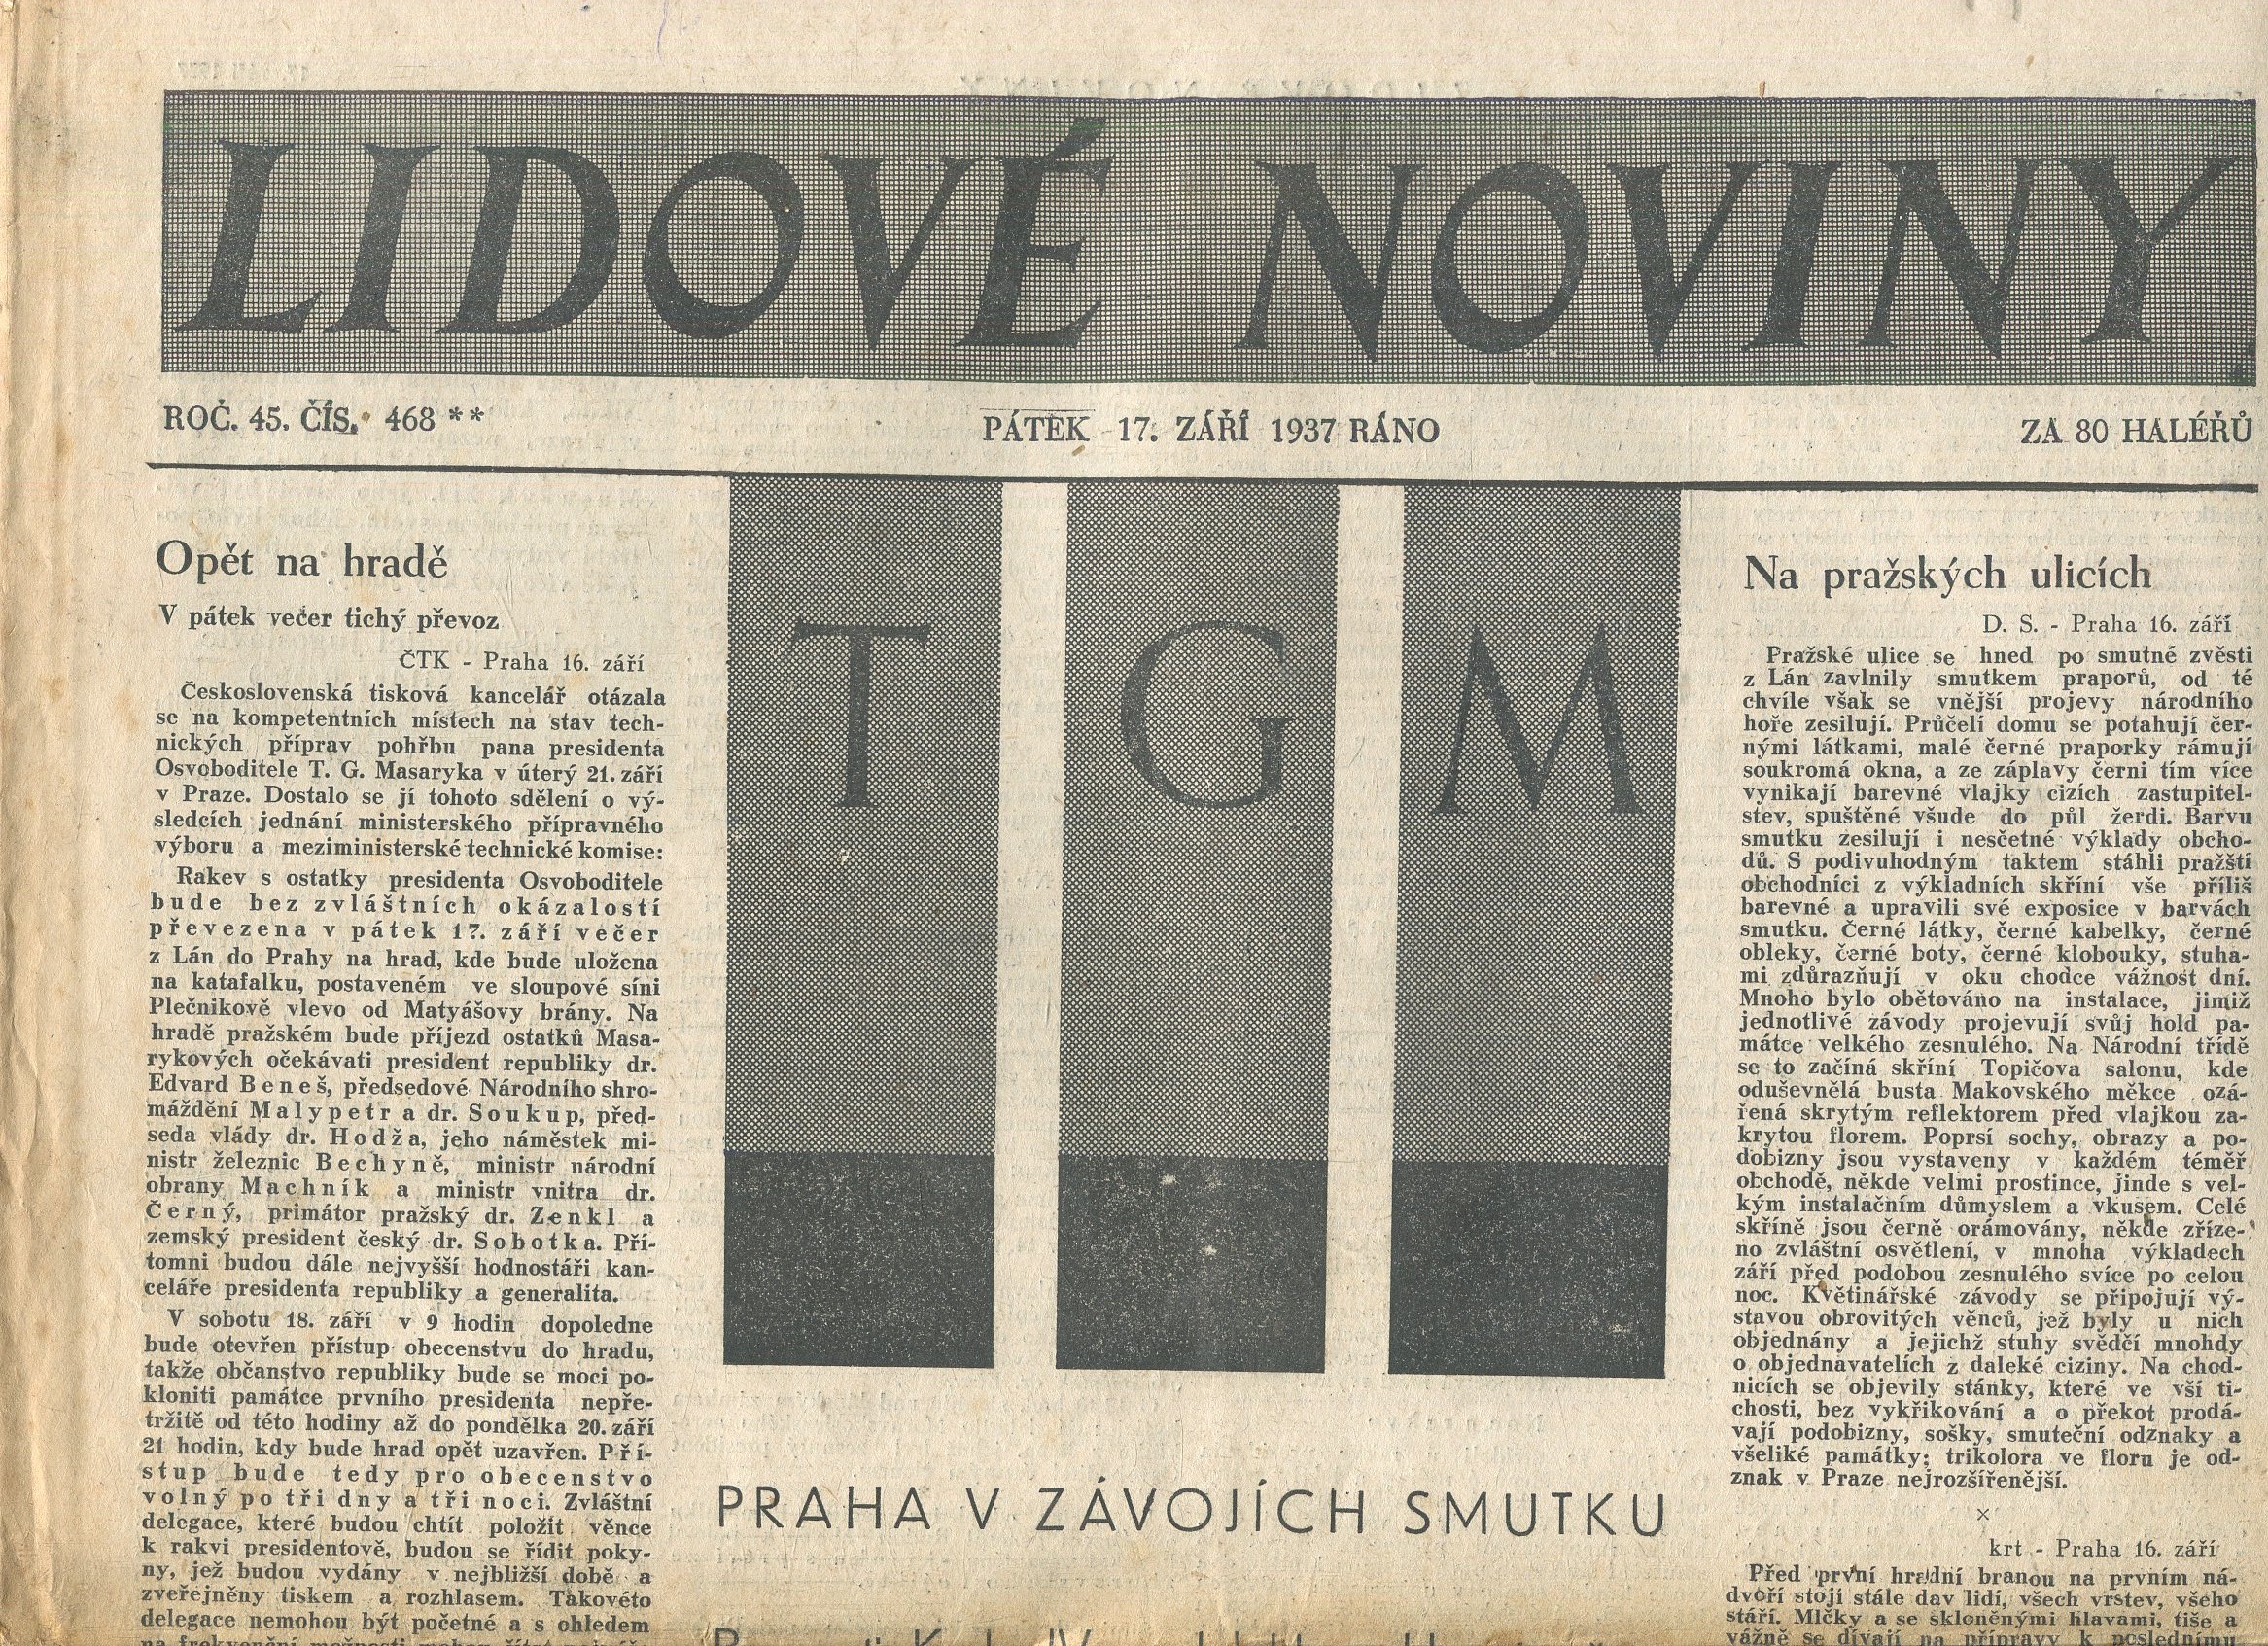 LIDOVÉ NOVINY
ROČ. 45. ČÍS. 468 **
PÁTEK 17. ZÁŘÍ 1937 RÁNO
ZA 80 HALÉŘŮ
Opět na hradě
V pátek večer tichý převoz
ČTK - Praha 16. září
Československá tisková kancelář otázala
se na kompetentních místech na stav tech-
nických příprav pohřbu pana presidenta
Osvoboditele T. G. Masaryka v úterý 21. září
v Praze. Dostalo se jí tohoto sdělení o vý-
sledcích jednání ministerského přípravného
výboru a meziministerské technické komise:
Rakev s ostatky presidenta Osvoboditele
bude bez zvláštních okázalostí
převezena v pátek 17. září večer
z Lán do Prahy na hrad, kde bude uložena
na katafalku, postaveném ve sloupové síni
Plečnikově vlevo od Matyášovy brány. Na
hradě pražském bude příjezd ostatků Masa-
rykových očekávati president republiky dr.
Edvard Beneš, předsedové Národního shro-
máždění Malypetr a dr. Soukup, před-
seda vlády dr. Hodža, jeho náměstek mi-
nistr železnic Bechyně, ministr národní
obrany Machník a ministr vnitra dr.
Černý, primátor pražský dr. Zenkl a
zemský president český dr. Sobotka. Pří-
tomni budou dále nejvyšší hodnostáři kan-
celáře presidenta republiky a generalita.
V sobotu 18. září v 9 hodin dopoledne
bude otevřen přístup obecenstvu do hradu,
takže občanstvo republiky bude se moci po-
kloniti památce prvního presidenta nepře-
tržitě od této hodiny až do pondělka 20. září
21 hodin, kdy bude hrad opět uzavřen. Pří-
stup bude tedy pro obecenstvo
volný po tři dny a tři noci. Zvláštní
delegace, které budou chtít položit věnce
k rakvi presidentově, budou se řídit poky-
ny, jež budou vydány v nejbližší době a
zveřejněny tiskem a rozhlasem. Takovéto
delegace nemohou být početné a s ohledem
T G M
PRAHA V ZÁVOJÍCH SMUTKU
Na pražských ulicích
D. S. - Praha 16. září
Pražské ulice se hned po smutné zvěsti
z Lán zavlnily smutkem praporů, od té
chvíle však se vnější projevy národního
hoře zesilují. Průčelí domu se potahují čer-
nými látkami, malé černé praporky rámují
soukromá okna, a ze záplavy černi tím více
vynikají barevné vlajky cizích zastupitel-
stev, spuštěné všude do půl žerdi. Barvu
smutku zesilují i nesčetné výklady obcho-
dů. S podivuhodným taktem stáhli pražští
obchodníci z výkladních skříní vše příliš
barevné a upravili své exposice v barvách
smutku. Černé látky, černé kabelky, černé
obleky, černé boty, černé klobouky, stuha-
mi zdůrazňují v oku chodce vážnost dní.
Mnoho bylo obětováno na instalace, jimiž
jednotlivé závody projevují svůj hold pa-
mátce velkého zesnulého. Na Národní třídě
se to začíná skříní Topičova salonu, kde
oduševnělá busta Makovského měkce ozá-
řená skrytým reflektorem před vlajkou za-
krytou florem. Poprsí sochy, obrazy a po-
dobizny jsou vystaveny v každém téměř
obchodě, někde velmi prostince, jinde s vel-
kým instalačním důmyslem a vkusem. Celé
skříně jsou černě orámovány, někde zříze-
no zvláštní osvětlení, v mnoha výkladech
září před podobou zesnulého svíce po celou
noc. Květinářské závody se připojují vý-
stavou obrovitých věnců, jež byly u nich
objednány a jejichž stuhy svědčí mnohdy
o objednavatelích z daleké ciziny. Na chod-
nicích se objevily stánky, které ve vší ti-
chosti, bez vykřikování a o překot prodá-
vají podobizny, sošky, smuteční odznaky a
všeliké památky; trikolora ve floru je od-
znak v Praze nejrozšířenější.
×
krt - Praha 16. září
Před první hradní branou na prvním ná-
dvoří stojí stále dav lidí, všech vrstev, všeho
stáří. Mlčky a se skloněnými hlavami, tiše a
vážně se dívají na přípravy k poslednímu